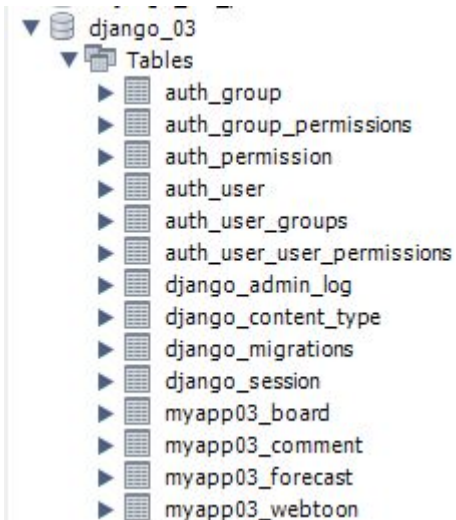 django_03
Tables
auth_group
auth_group_permissions
auth_permission
auth_user
auth_user_groups
auth_user_user_permissions
django_admin_log
django_content_type
django_migrations
django_session
myapp03_board
myapp03_comment
myapp03_forecast
myapp03_webtoon